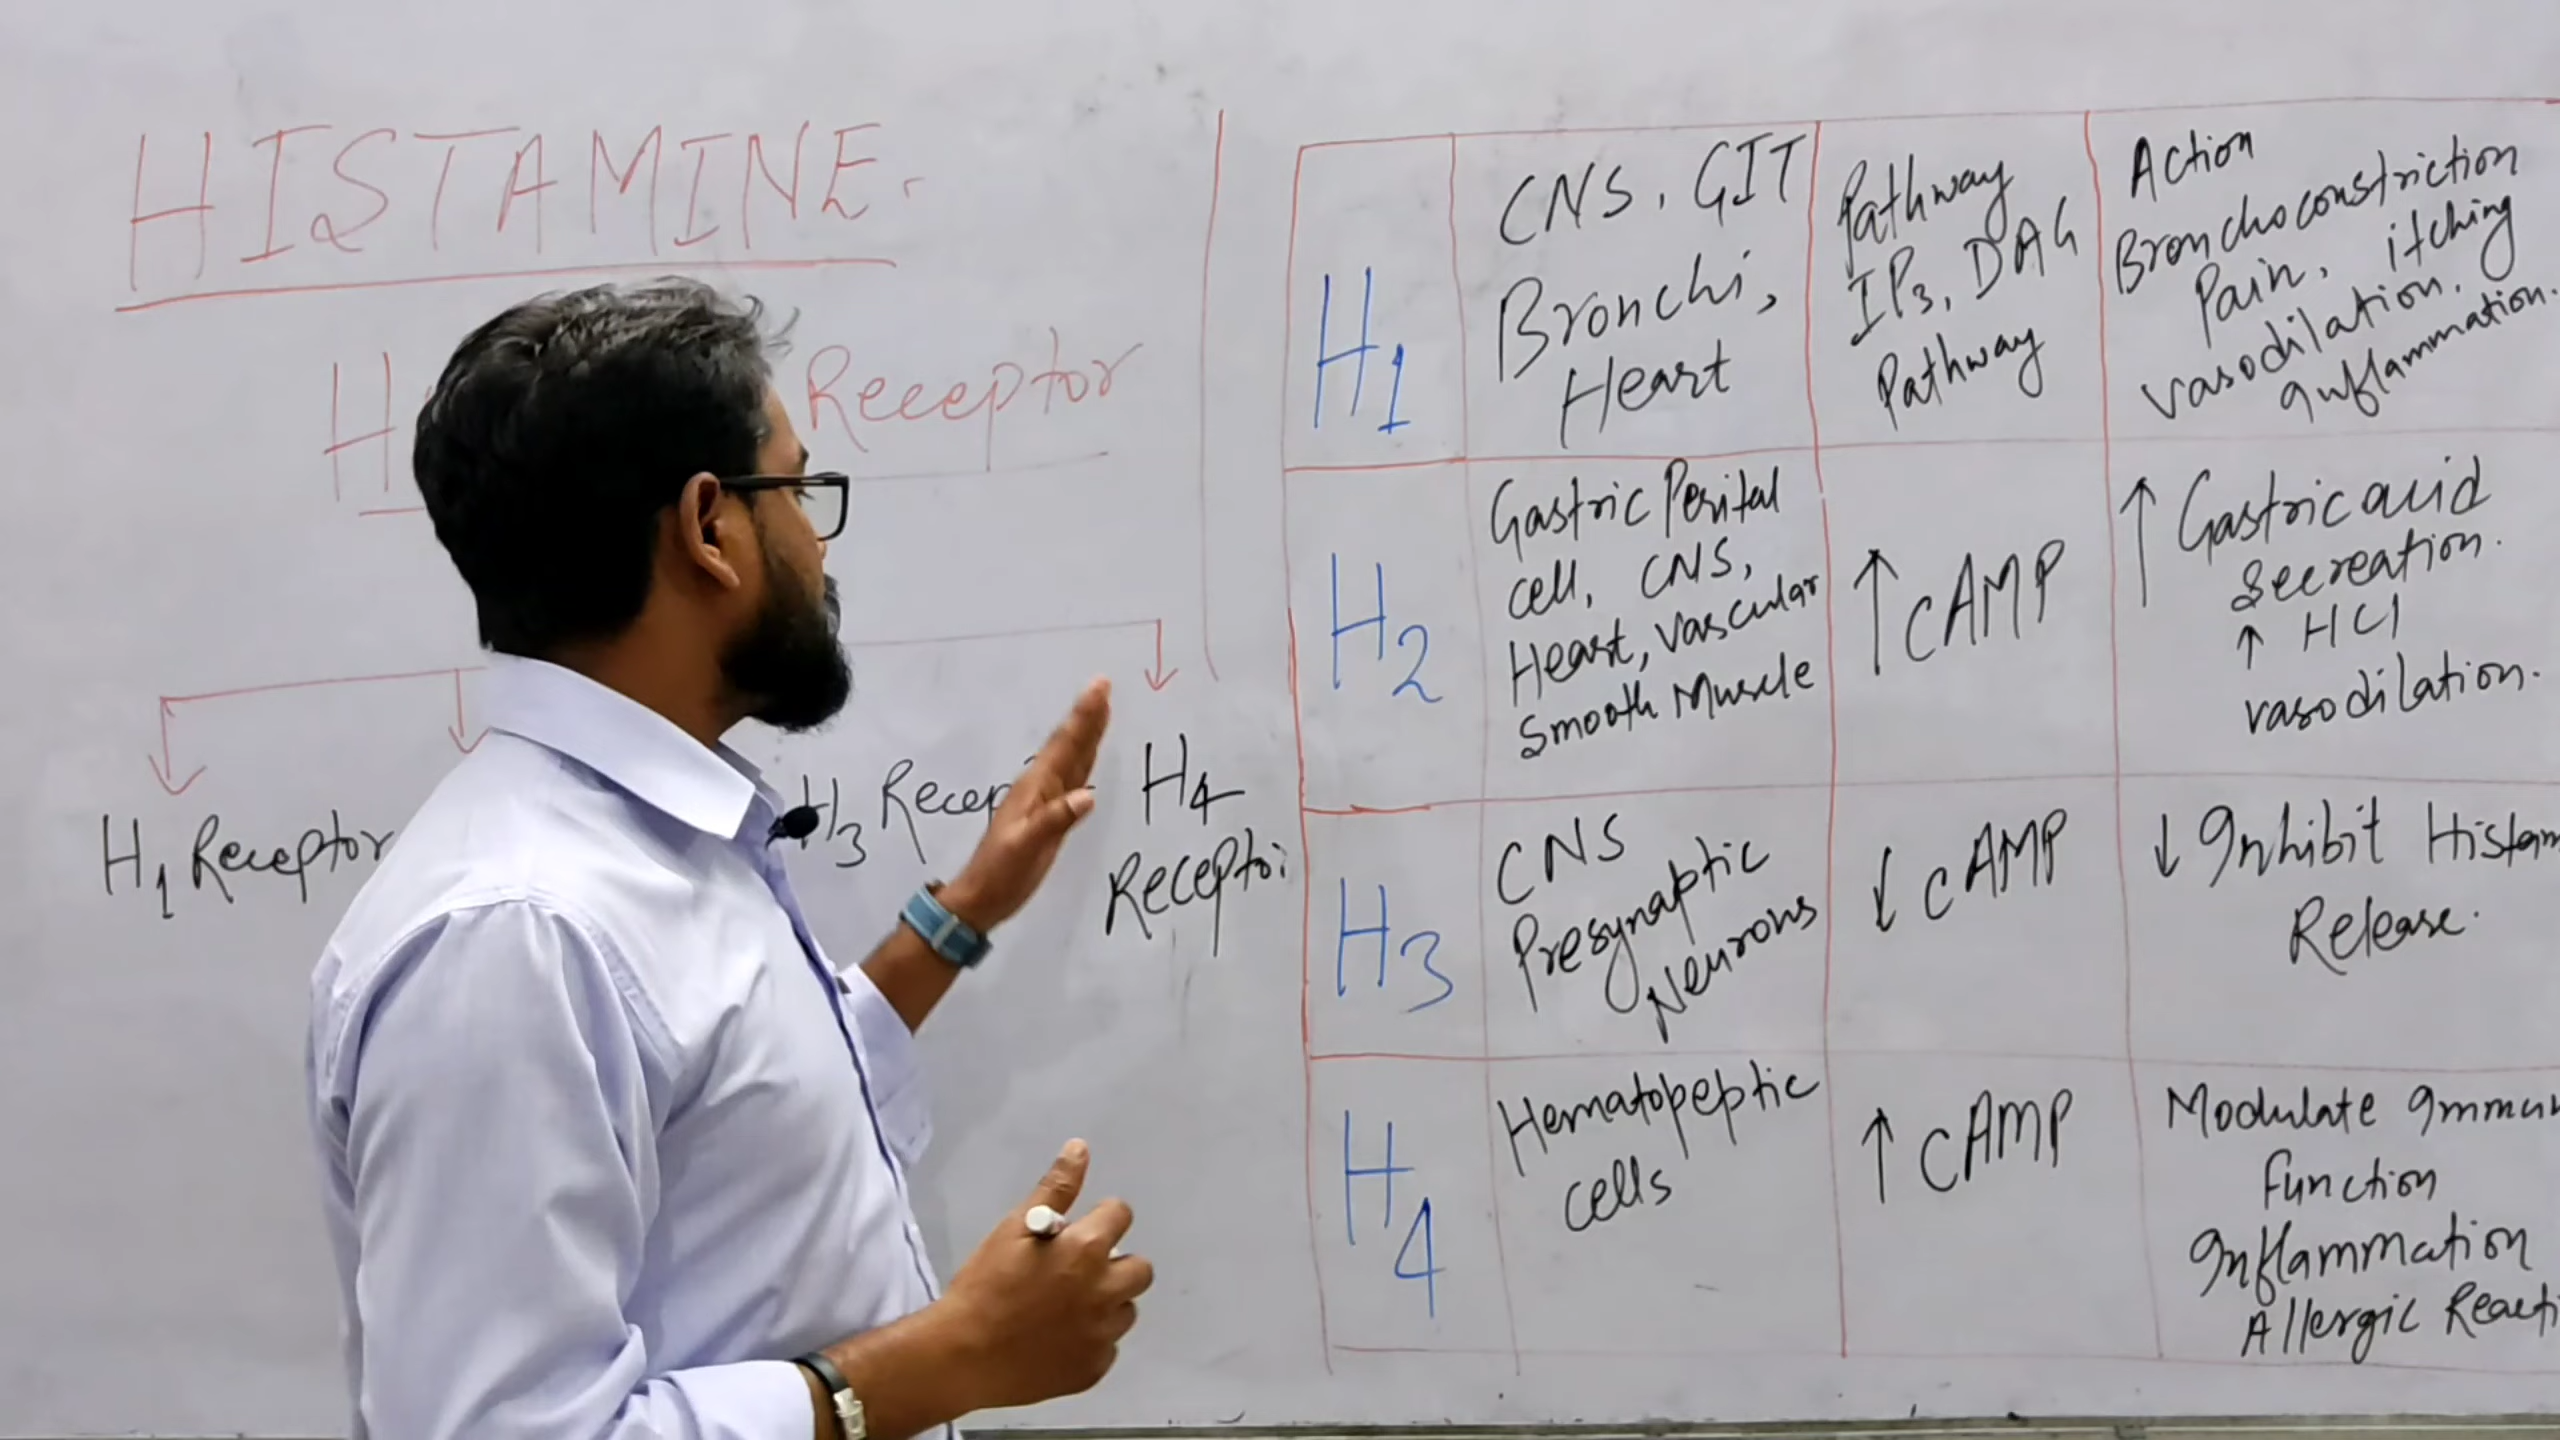 HISTAMINE.
Receptor
H1 Receptor
H3 Recep
H4
Receptor
H1
CNS, GIT
Bronchi,
Heart
Pathway
IP3, DAG
Pathway
Action
Bronchoconstriction
Pain, itching
vasodilation,
Inflammation.
H2
Gastric Perital
cell, CNS,
Heart, vascular
Smooth Muscle
↑ cAMP
↑ Gastric acid
Secreation.
↑ HCl
vasodilation.
H3
CNS
Presynaptic
Neurons
↓ cAMP
↓ Inhibit Histam
Release.
H4
Hematopeptic
cells
↑ cAMP
Modulate Immun
Function
Inflammation
Allergic Reacti